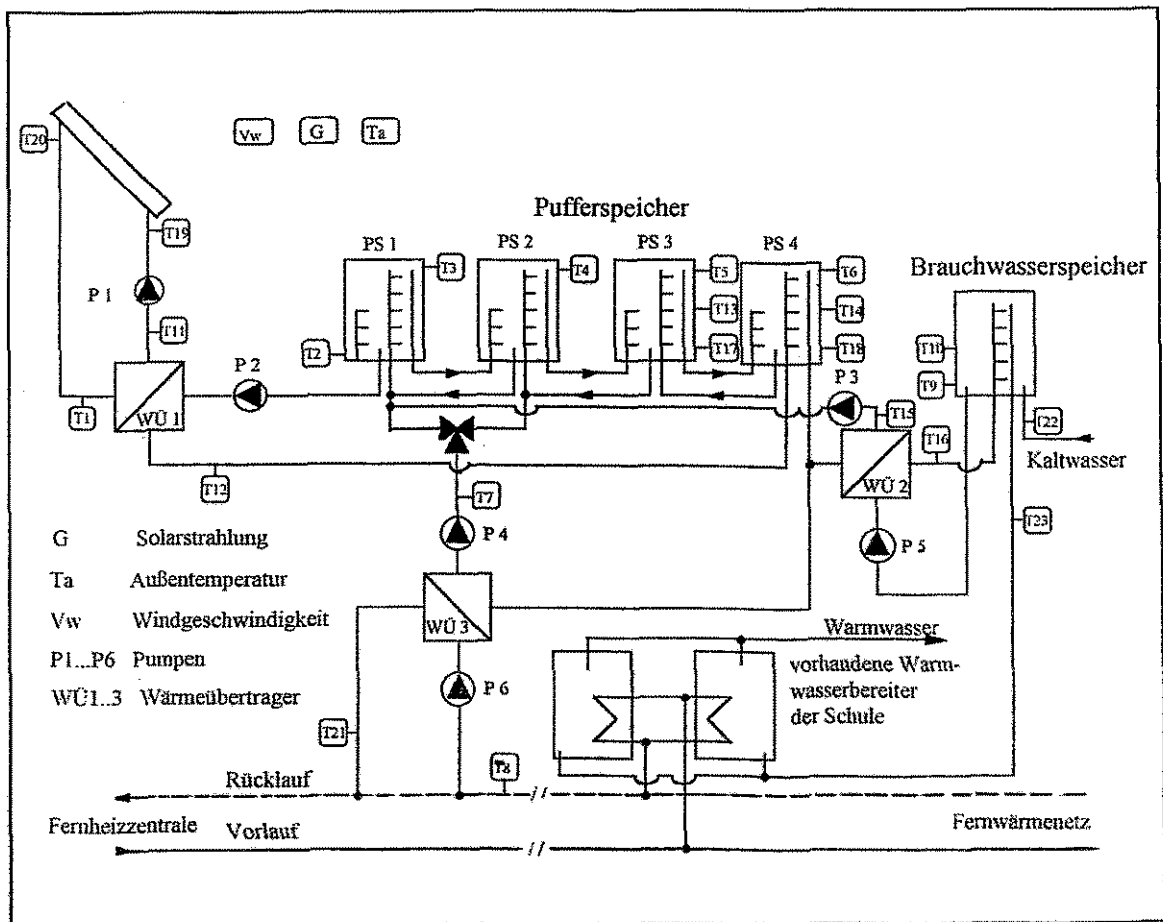 Vw G Ta
T20
T19
P 1
T11
Pufferspeicher
PS 1 PS 2 PS 3 PS 4
T3 T4 T5 T6
T13 T14
T2 T17 T18
Brauchwasserspeicher
T10
T9
T22
Kaltwasser
P 2
P 3
T15
T16
T1
WÜ 1
WÜ 2
T12
T7
P 4
P 5
T23
G Solarstrahlung
Ta Außentemperatur
Vw Windgeschwindigkeit
P1...P6 Pumpen
WÜ1..3 Wärmeübertrager
WÜ 3
P 6
Warmwasser
vorhandene Warm-
wasserbereiter
der Schule
T21
T8
Rücklauf
Fernheizzentrale Vorlauf Fernwärmenetz